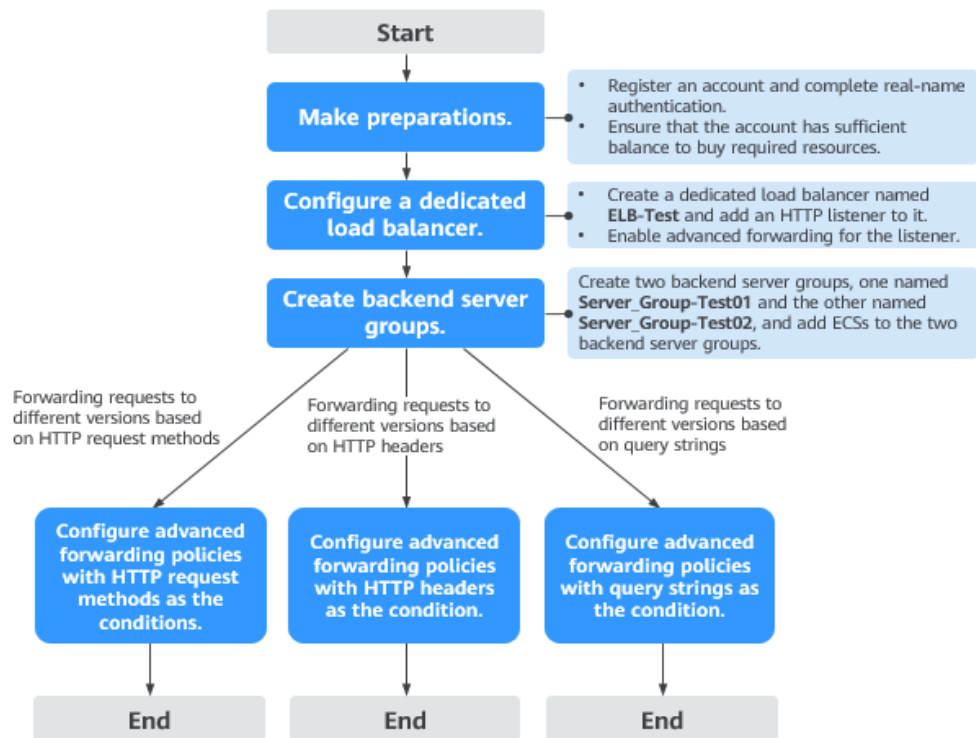 Start
Make preparations.
• Register an account and complete real-name
authentication.
• Ensure that the account has sufficient
balance to buy required resources.
Configure a dedicated
load balancer.
• Create a dedicated load balancer named
ELB-Test and add an HTTP listener to it.
• Enable advanced forwarding for the listener.
Create backend server
groups.
Create two backend server groups, one named
Server_Group-Test01 and the other named
Server_Group-Test02, and add ECSs to the two
backend server groups.
Forwarding requests to
different versions based
on HTTP request methods
Forwarding requests to
different versions based
on HTTP headers
Forwarding requests to
different versions based on
query strings
Configure advanced
forwarding policies
with HTTP request
methods as the
conditions.
Configure advanced
forwarding policies
with HTTP headers
as the condition.
Configure advanced
forwarding policies
with query strings as
the condition.
End
End
End